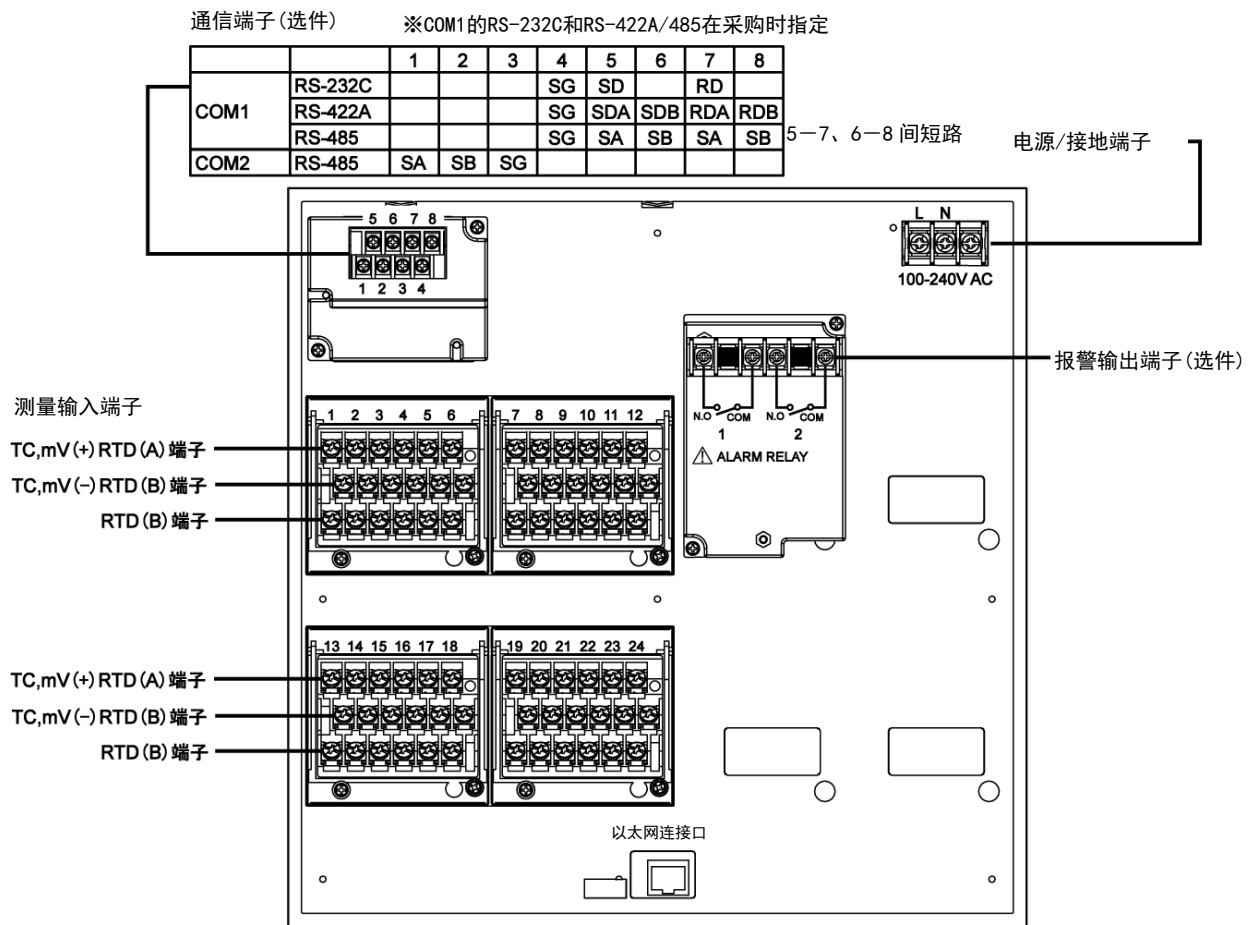 通信端子(选件) ※COM1的RS-232C和RS-422A/485在采购时指定
1 2 3 4 5 6 7 8
RS-232C SG SD RD
COM1 RS-422A SG SDA SDB RDA RDB
RS-485 SG SA SB SA SB 5－7、6－8 间短路
COM2 RS-485 SA SB SG
电源/接地端子
5 6 7 8
1 2 3 4
L N
100-240V AC
报警输出端子(选件)
N.O COM N.O COM
1 2
⚠ ALARM RELAY
测量输入端子
1 2 3 4 5 6 7 8 9 10 11 12
TC,mV(+)RTD(A)端子
TC,mV(-)RTD(B)端子
RTD(B)端子
13 14 15 16 17 18 19 20 21 22 23 24
TC,mV(+)RTD(A)端子
TC,mV(-)RTD(B)端子
RTD(B)端子
以太网连接口